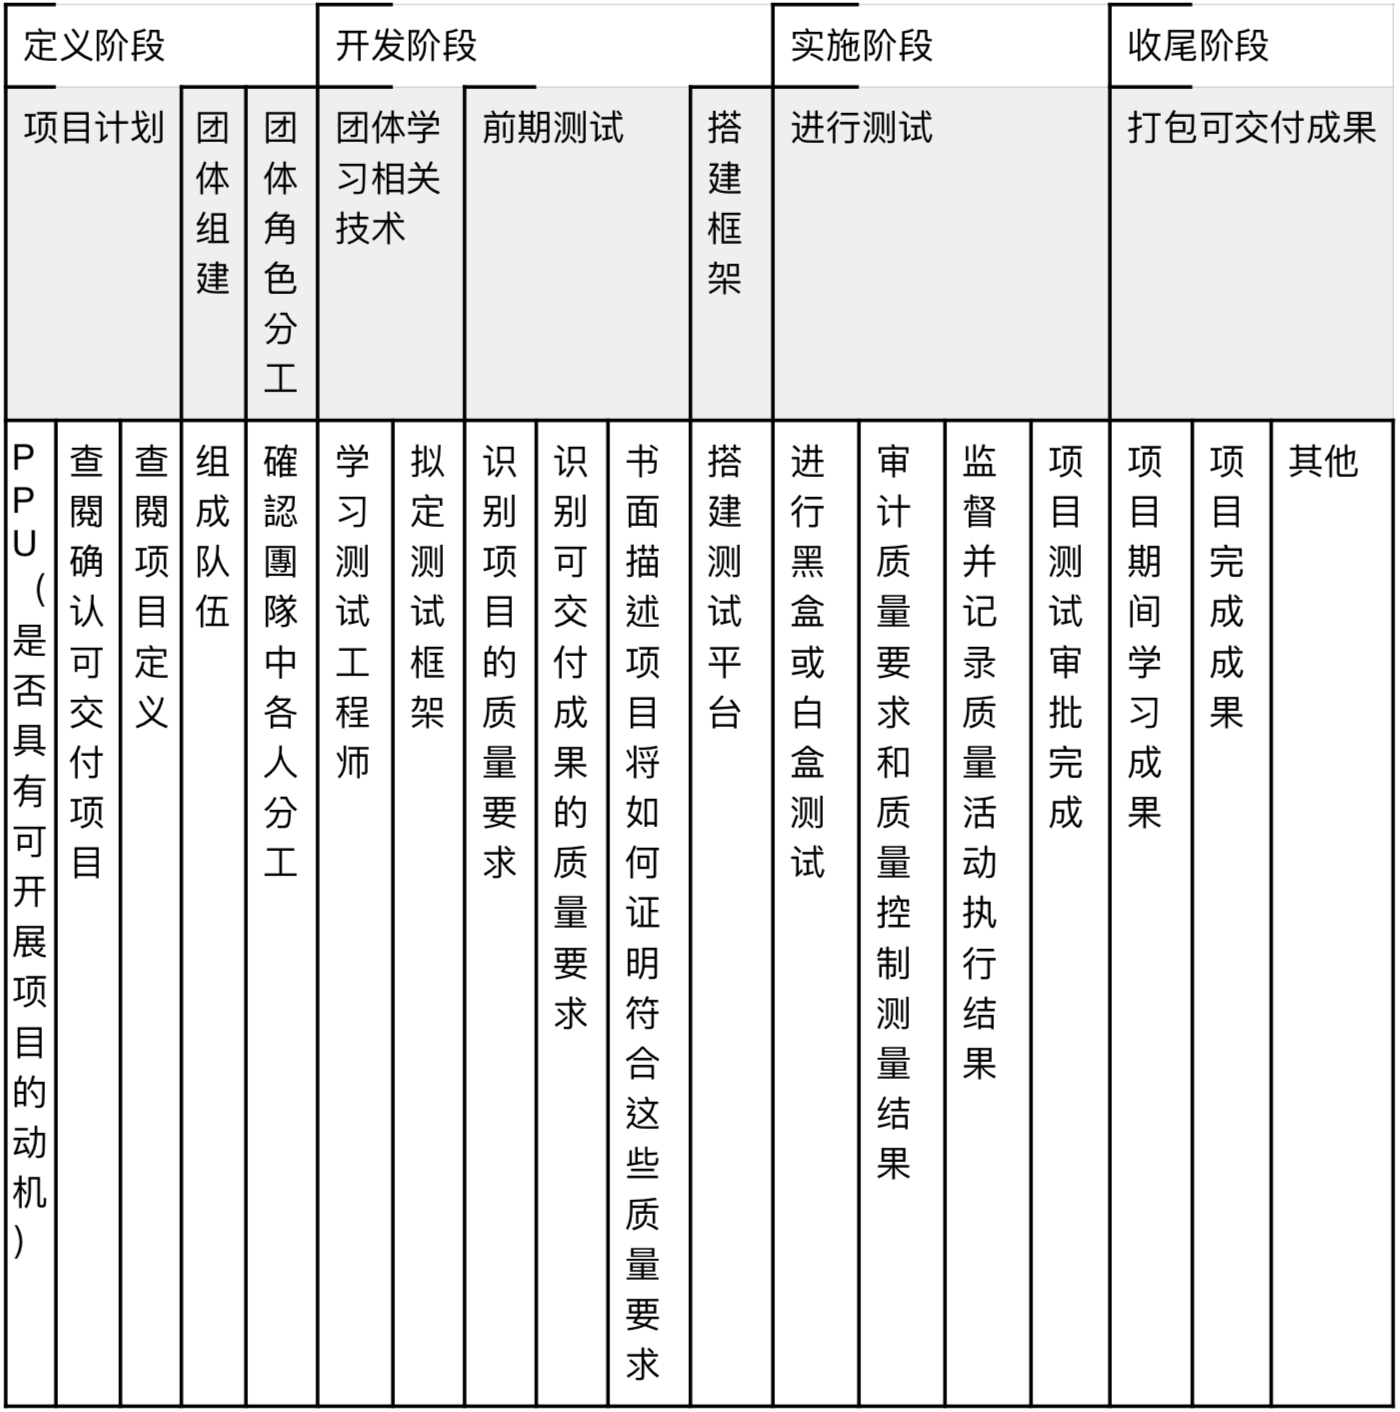 定义阶段
开发阶段
实施阶段
收尾阶段
项目计划
团体组建
团体角色分工
团体学
习相关
技术
前期测试
搭建框架
进行测试
打包可交付成果
PPU（是否具有可开展项目的动机）
查閱确认可交付项目
查閱项目定义
组成队伍
確認團隊中各人分工
学习测试工程师
拟定测试框架
识别项目的质量要求
识别可交付成果的质量要求
书面描述项目将如何证明符合这些质量要求
搭建测试平台
进行黑盒或白盒测试
审计质量要求和质量控制测量结果
监督并记录质量活动执行结果
项目测试审批完成
项目期间学习成果
项目完成成果
其他